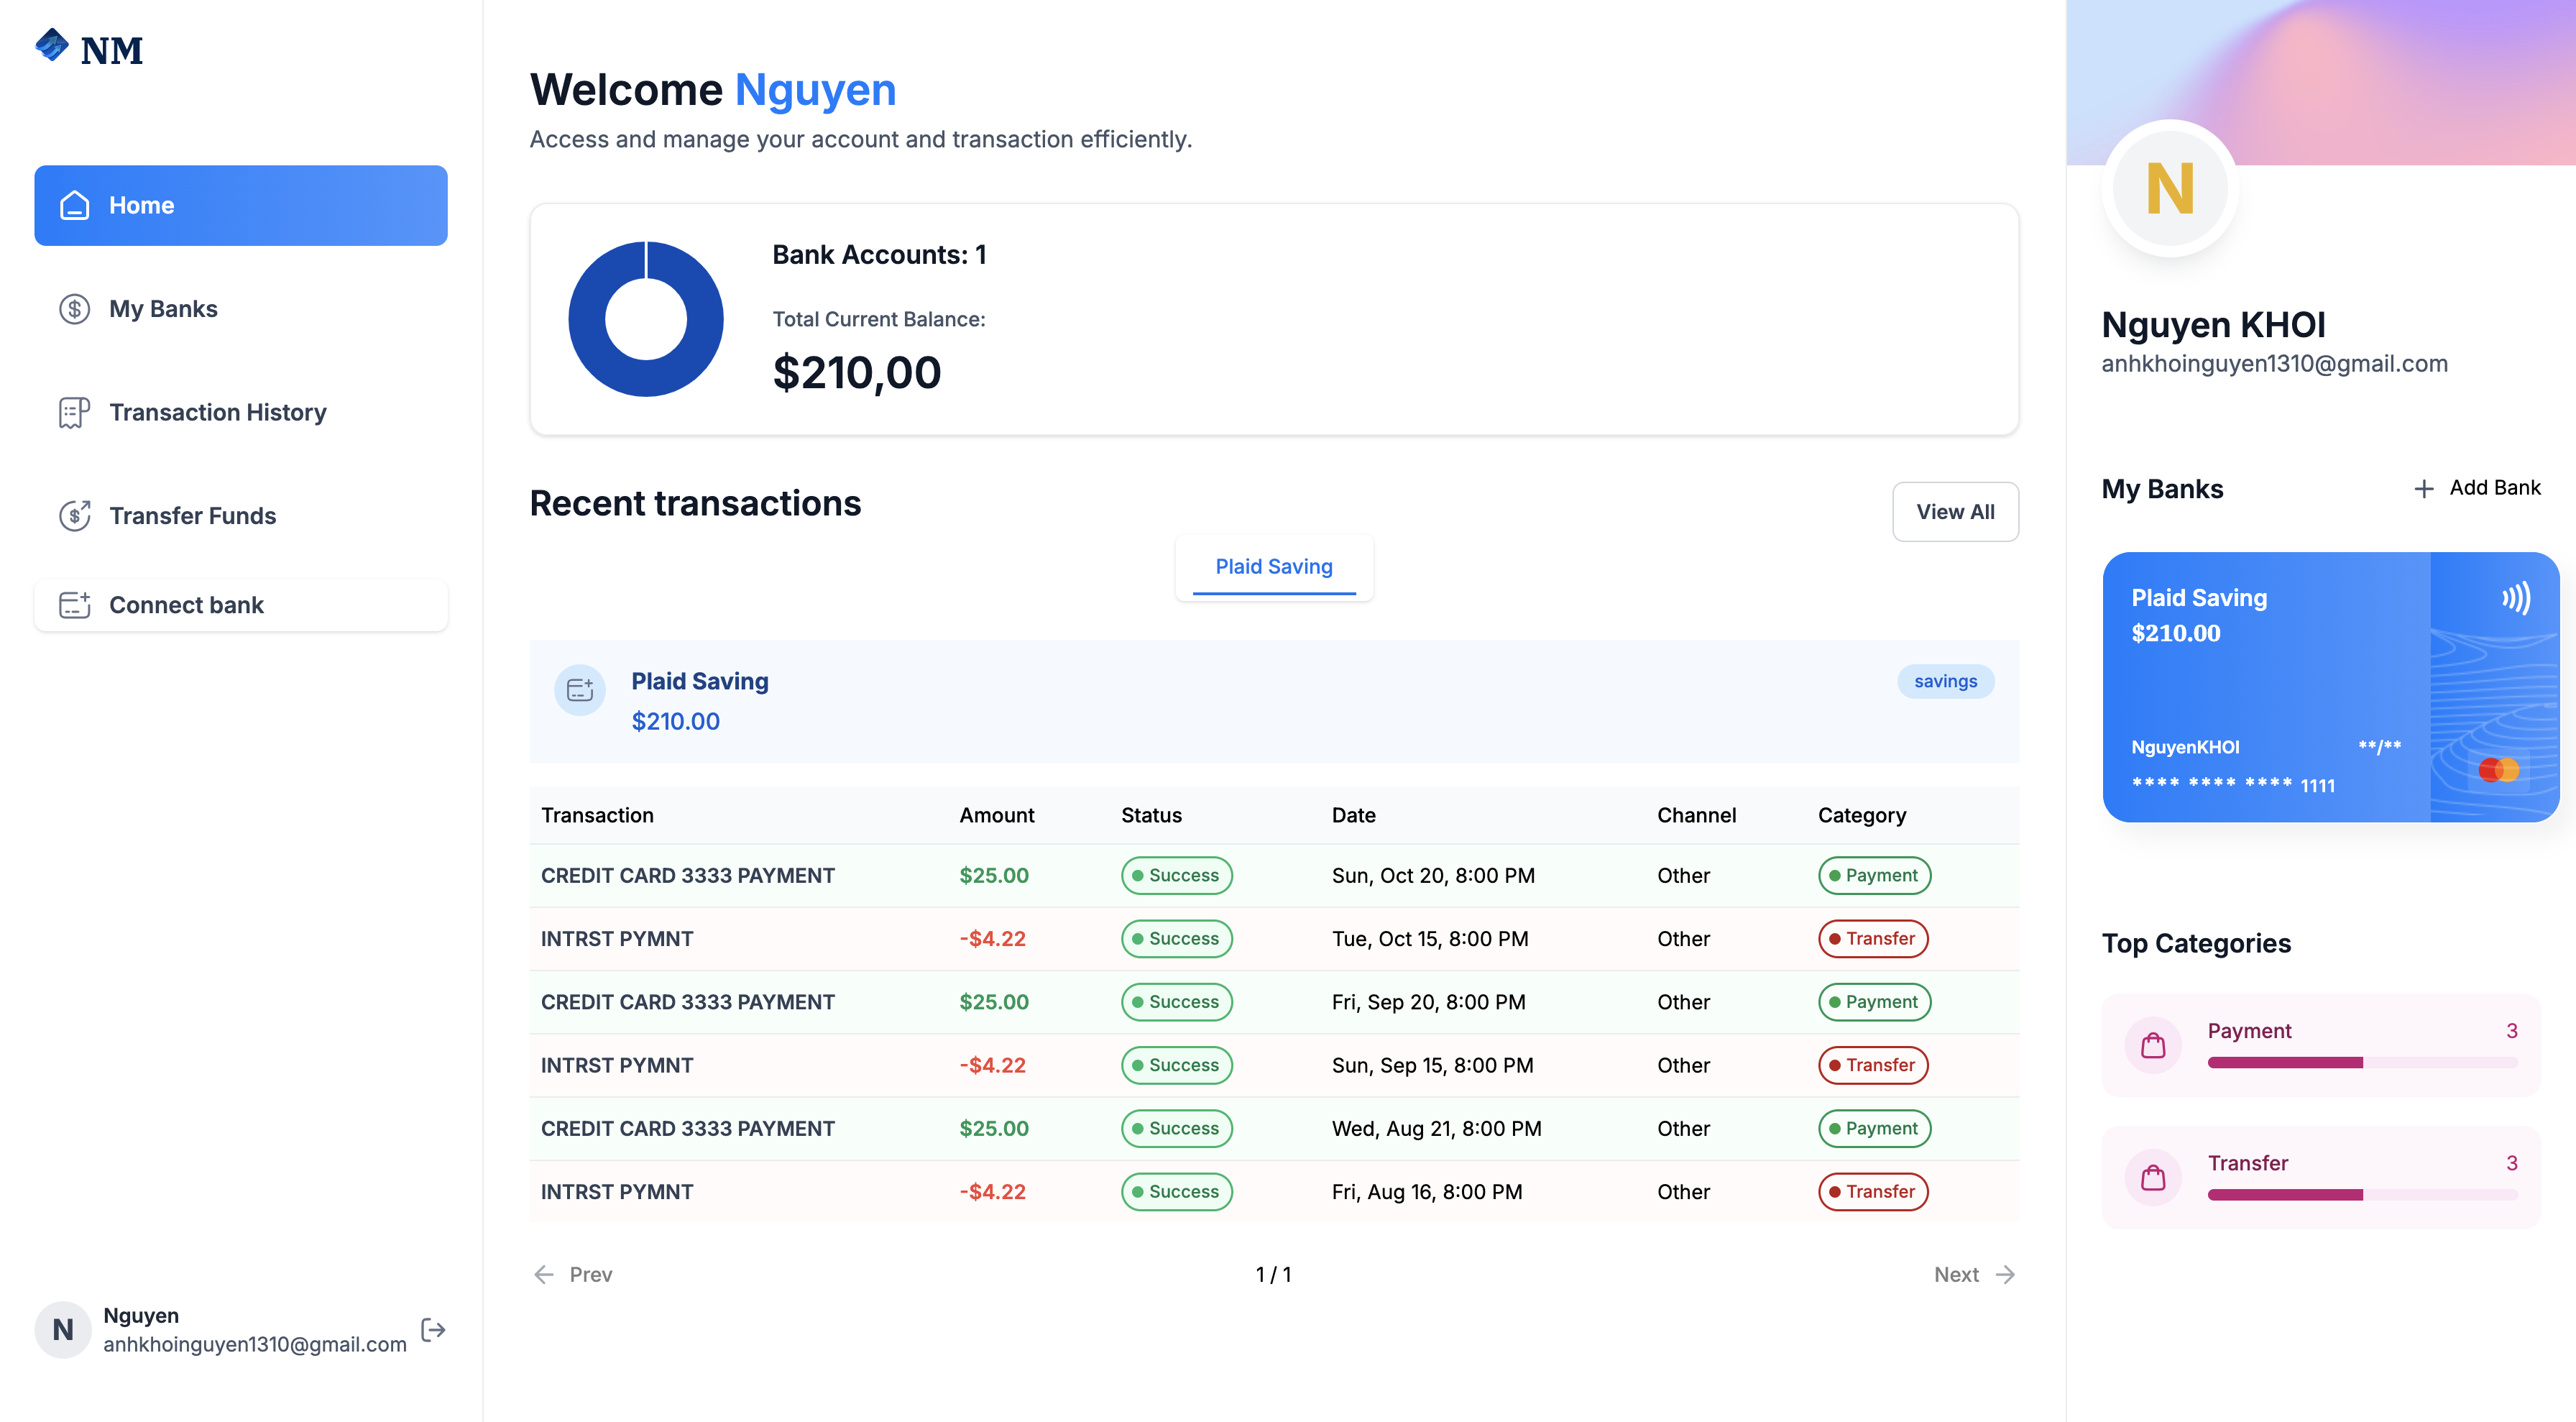 NM
Home
My Banks
Transaction History
Transfer Funds
Connect bank
N
Nguyen
anhkhoinguyen1310@gmail.com
Welcome Nguyen
Access and manage your account and transaction efficiently.
Bank Accounts: 1
Total Current Balance:
$210,00
Recent transactions
View All
Plaid Saving
Plaid Saving
$210.00
savings
Transaction Amount Status Date Channel Category
CREDIT CARD 3333 PAYMENT $25.00 Success Sun, Oct 20, 8:00 PM Other Payment
INTRST PYMNT -$4.22 Success Tue, Oct 15, 8:00 PM Other Transfer
CREDIT CARD 3333 PAYMENT $25.00 Success Fri, Sep 20, 8:00 PM Other Payment
INTRST PYMNT -$4.22 Success Sun, Sep 15, 8:00 PM Other Transfer
CREDIT CARD 3333 PAYMENT $25.00 Success Wed, Aug 21, 8:00 PM Other Payment
INTRST PYMNT -$4.22 Success Fri, Aug 16, 8:00 PM Other Transfer
Prev 1 / 1 Next
N
Nguyen KHOI
anhkhoinguyen1310@gmail.com
My Banks + Add Bank
Plaid Saving
$210.00
NguyenKHOI **/**
**** **** **** 1111
Top Categories
Payment 3
Transfer 3